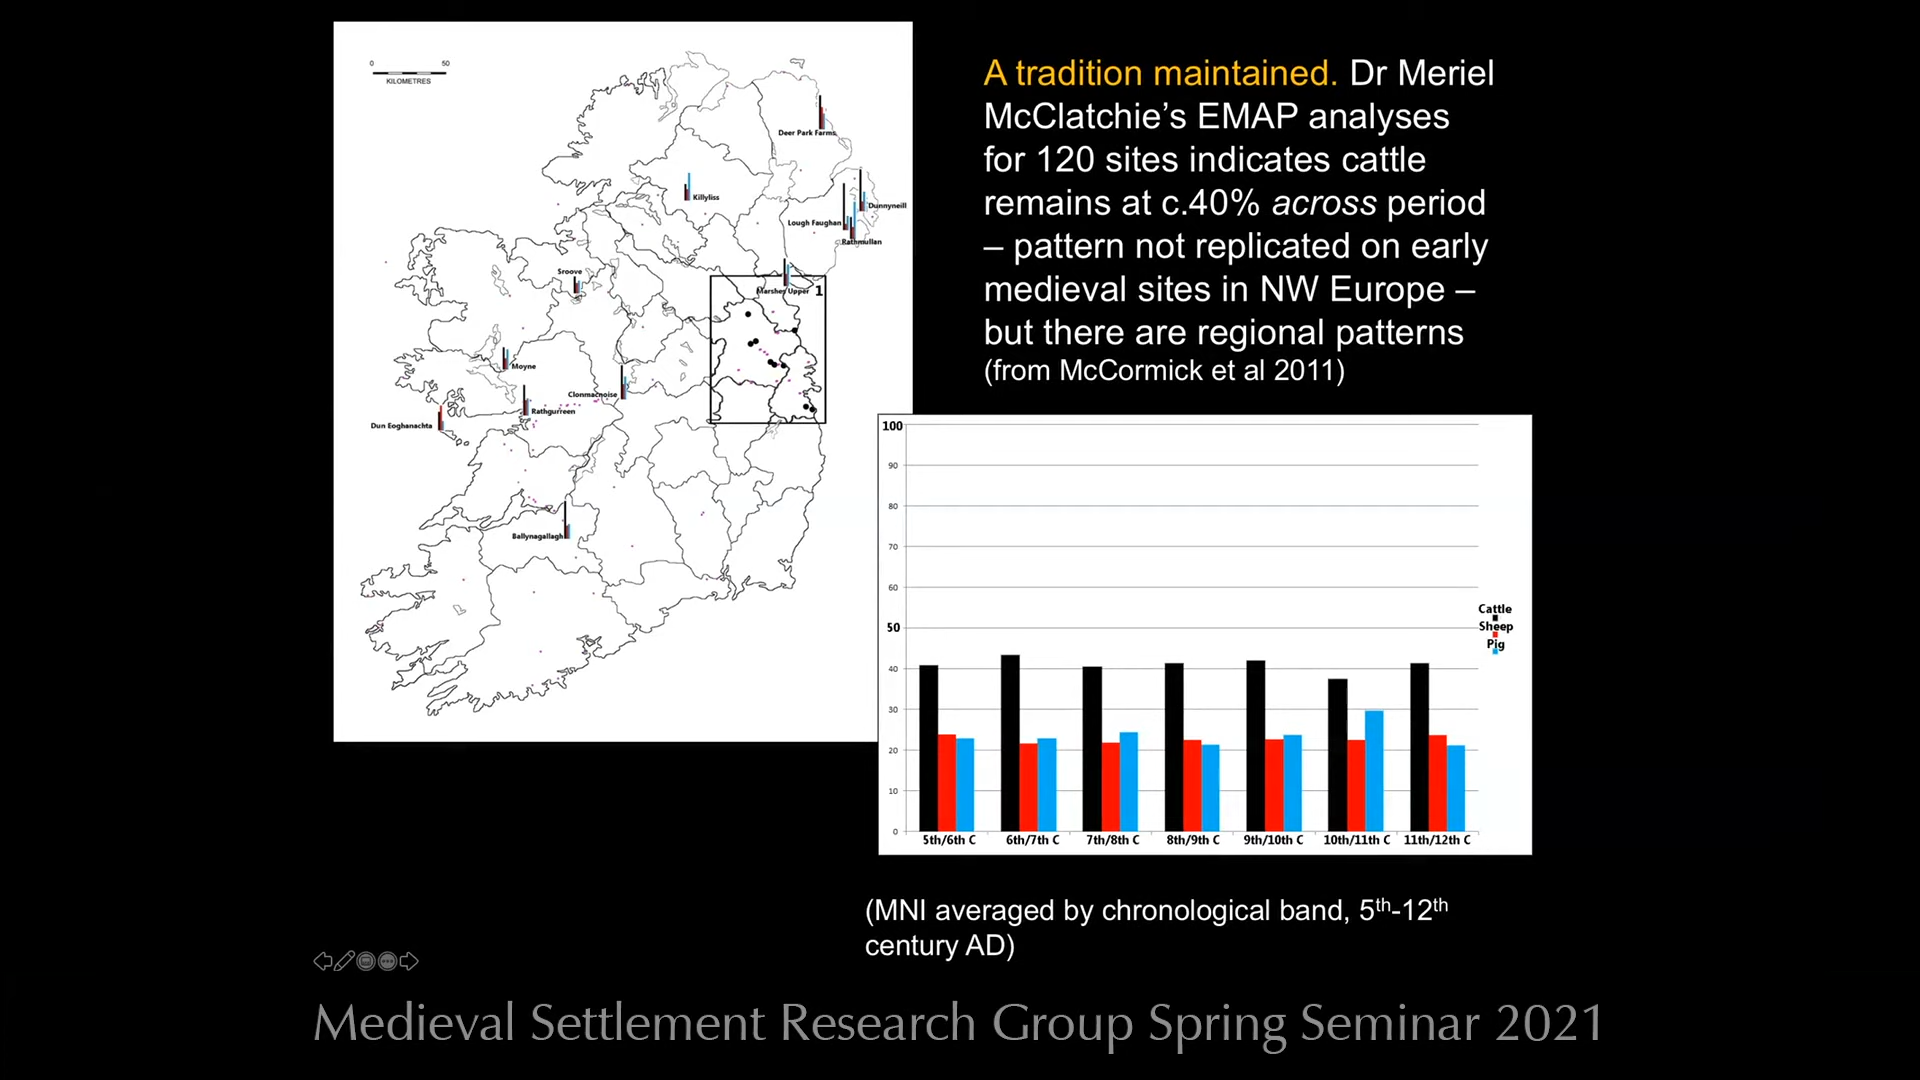 0 50
KILOMETRES
Deer Park Farms
Killyliss
Dunnyneill
Lough Faughan
Rathmullan
Sroove
Marshes Upper
1
Moyne
Clonmacnoise
Rathgurreen
Dun Eoghanachta
Ballynagallagh
A tradition maintained. Dr Meriel
McClatchie’s EMAP analyses
for 120 sites indicates cattle
remains at c.40% across period
– pattern not replicated on early
medieval sites in NW Europe –
but there are regional patterns
(from McCormick et al 2011)
100
90
80
70
60
50
40
30
20
10
0
5th/6th C 6th/7th C 7th/8th C 8th/9th C 9th/10th C 10th/11th C 11th/12th C
Cattle
Sheep
Pig
(MNI averaged by chronological band, 5th-12th
century AD)
Medieval Settlement Research Group Spring Seminar 2021